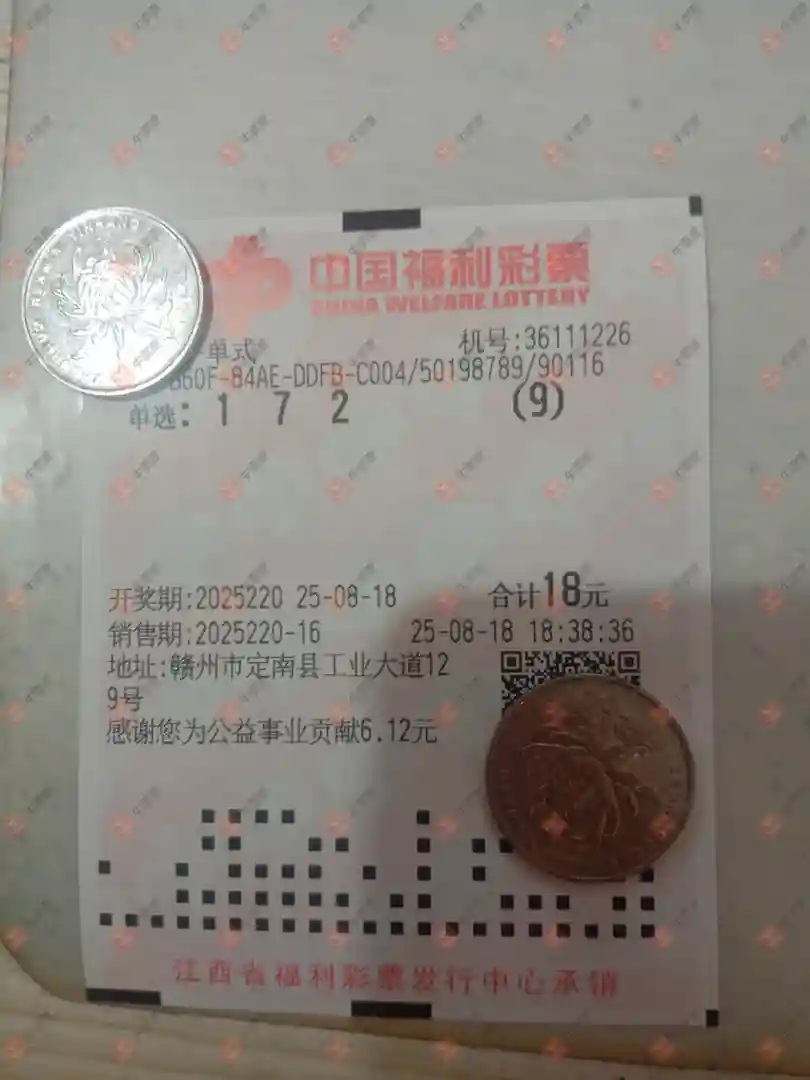 中国福利彩票
CHINA WELFARE LOTTERY
单式 机号:36111226
B60F-84AE-DDFB-C004/50198789/90116
单选: 1 7 2 (9)
开奖期:2025220 25-08-18 合计18元
销售期:2025220-16 25-08-18 18:38:36
地址:赣州市定南县工业大道12
9号
感谢您为公益事业贡献6.12元
江西省福利彩票发行中心承销